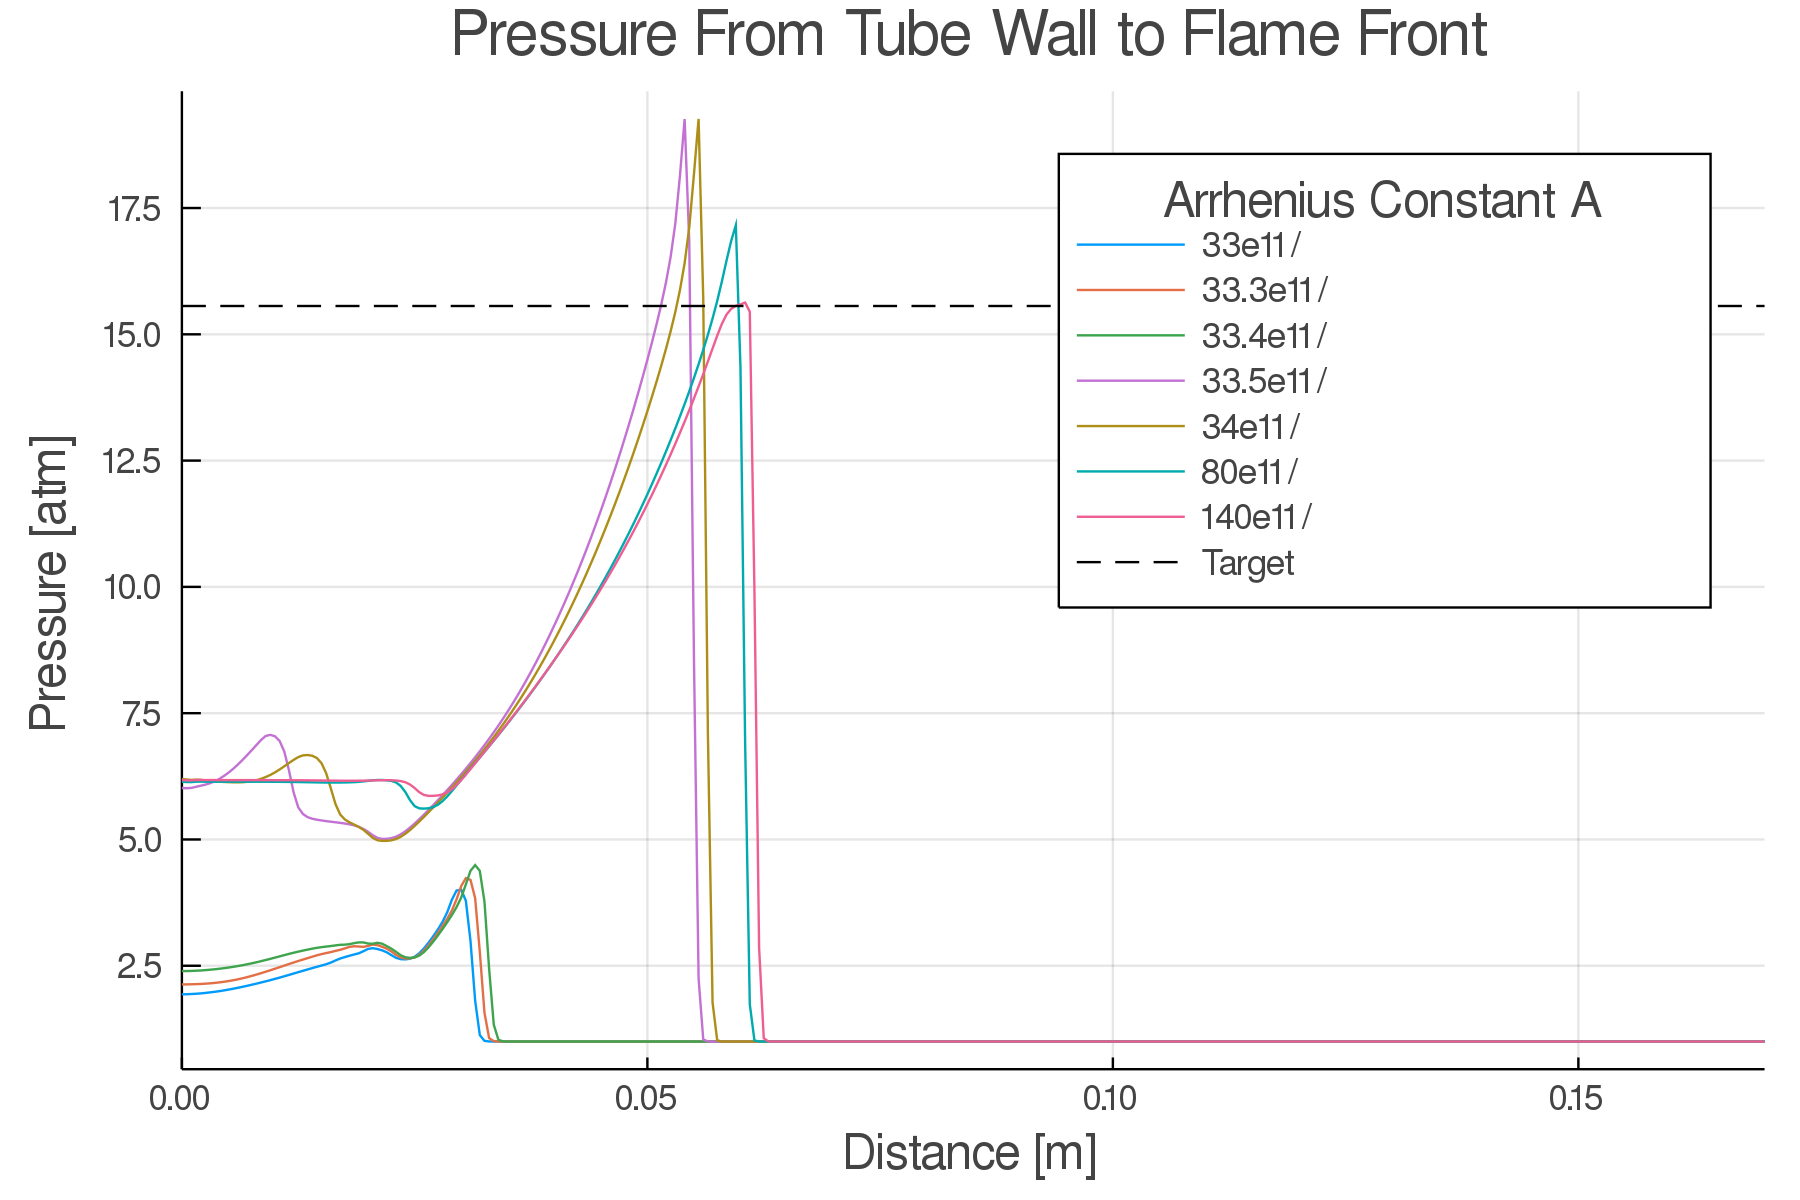 Pressure From Tube Wall to Flame Front
Pressure [atm]
17.5
15.0
12.5
10.0
7.5
5.0
2.5
Arrhenius Constant A
33e11/
33.3e11/
33.4e11/
33.5e11/
34e11/
80e11/
140e11/
Target
0.00 0.05 0.10 0.15
Distance [m]